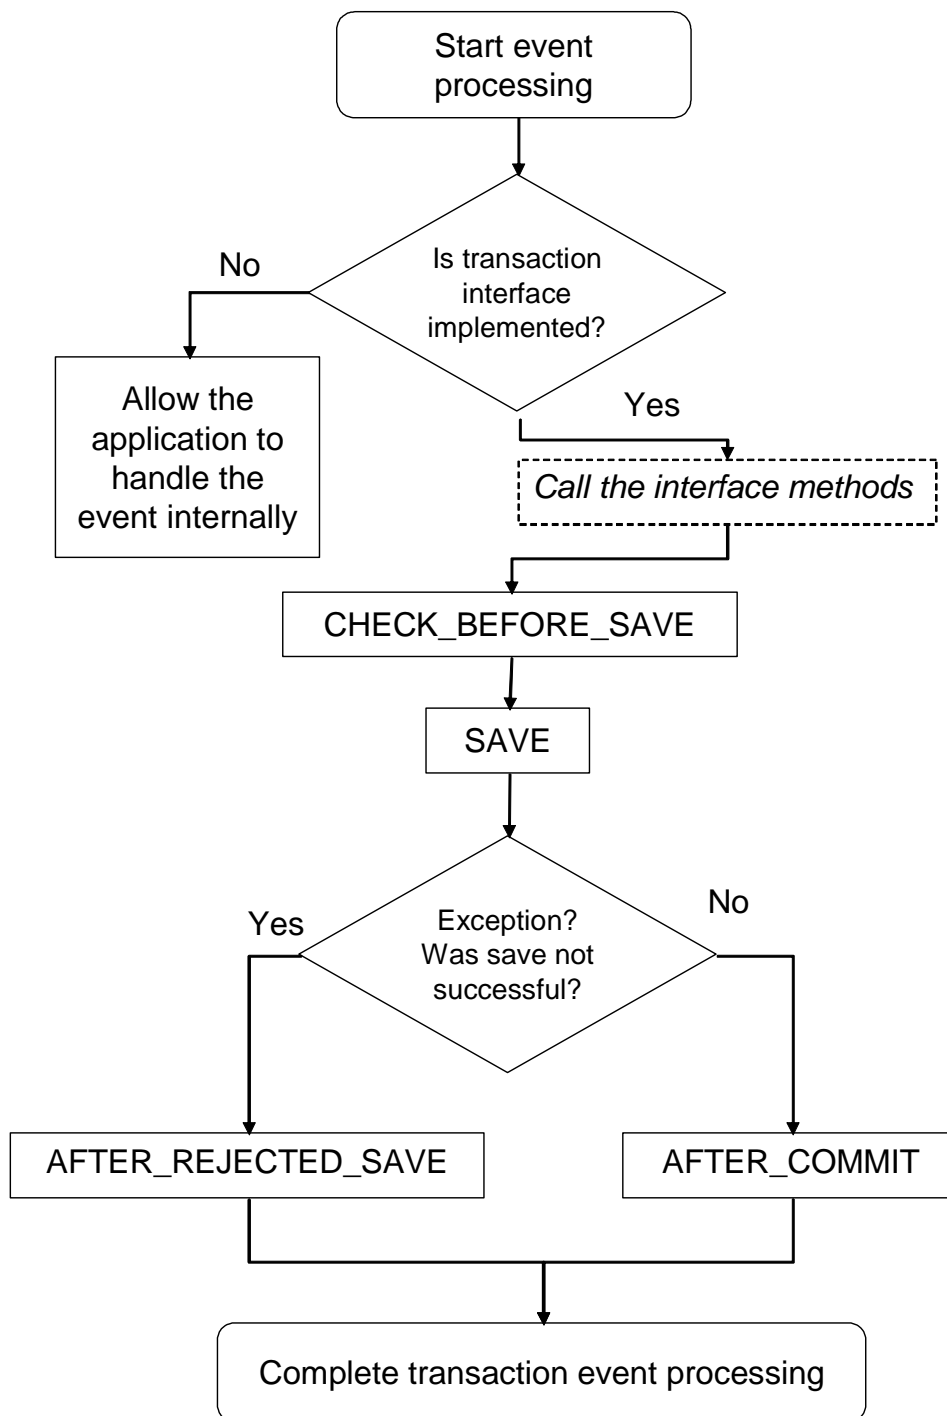 Start event
processing
Is transaction
interface
implemented?
No
Allow the
application to
handle the
event internally
Yes
Call the interface methods
CHECK_BEFORE_SAVE
SAVE
Exception?
Was save not
successful?
Yes
No
AFTER_REJECTED_SAVE
AFTER_COMMIT
Complete transaction event processing